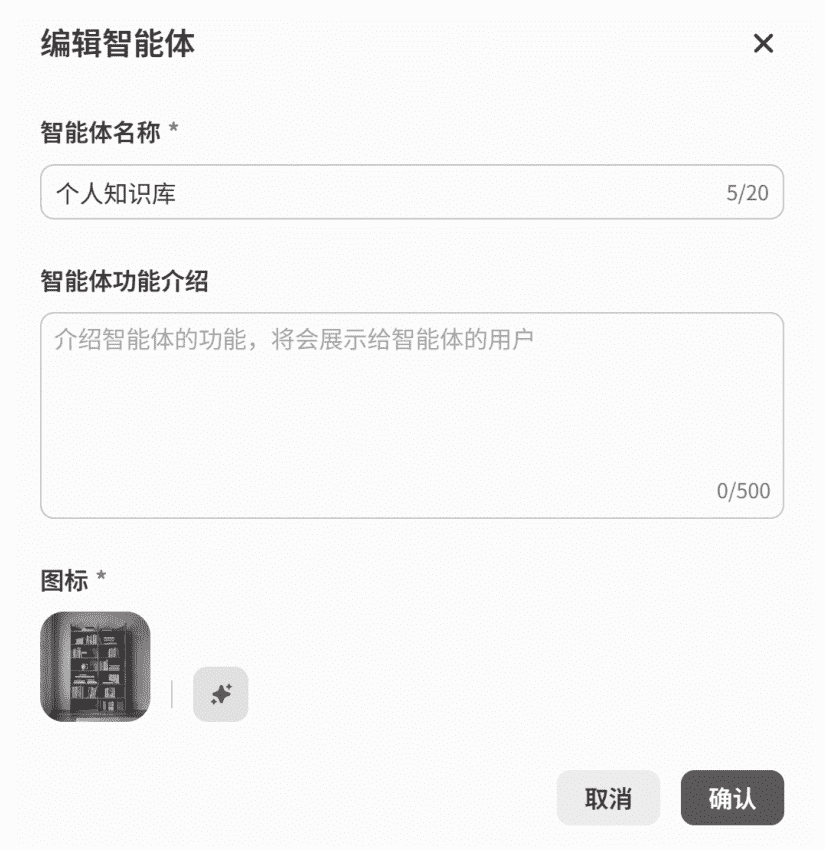 编辑智能体
智能体名称 *
个人知识库 5/20
智能体功能介绍
介绍智能体的功能，将会展示给智能体的用户
0/500
图标 *
取消 确认